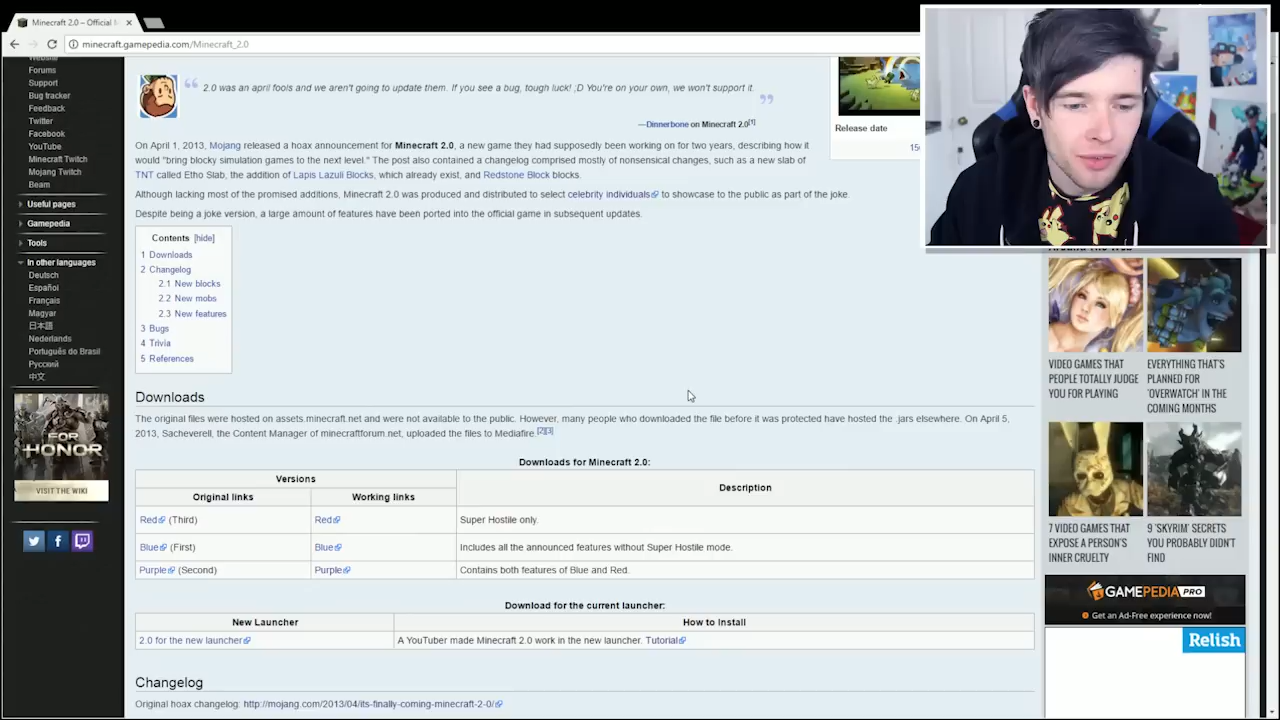 Minecraft 2.0 – Official M
minecraft.gamepedia.com/Minecraft_2.0
Website
Forums
Support
Bug tracker
Feedback
Twitter
Facebook
YouTube
Minecraft Twitch
Mojang Twitch
Beam
Useful pages
Gamepedia
Tools
In other languages
Deutsch
Español
Français
Magyar
日本語
Nederlands
Português do Brasil
Русский
中文
FOR
HONOR
VISIT THE WIKI
“ 2.0 was an april fools and we aren't going to update them. If you see a bug, tough luck! ;D You're on your own, we won't support it. ”
—Dinnerbone on Minecraft 2.0[1]
Release date
On April 1, 2013, Mojang released a hoax announcement for Minecraft 2.0, a new game they had supposedly been working on for two years, describing how it
would "bring blocky simulation games to the next level." The post also contained a changelog comprised mostly of nonsensical changes, such as a new slab of
TNT called Etho Slab, the addition of Lapis Lazuli Blocks, which already exist, and Redstone Block blocks.
Although lacking most of the promised additions, Minecraft 2.0 was produced and distributed to select celebrity individuals to showcase to the public as part of the joke.
Despite being a joke version, a large amount of features have been ported into the official game in subsequent updates.
Contents [hide]
1 Downloads
2 Changelog
2.1 New blocks
2.2 New mobs
2.3 New features
3 Bugs
4 Trivia
5 References
Downloads
The original files were hosted on assets.minecraft.net and were not available to the public. However, many people who downloaded the file before it was protected have hosted the .jars elsewhere. On April 5,
2013, Sacheverell, the Content Manager of minecraftforum.net, uploaded the files to Mediafire.[2][3]
Downloads for Minecraft 2.0:
Versions
Description
Original links
Working links
Red (Third)
Red
Super Hostile only.
Blue (First)
Blue
Includes all the announced features without Super Hostile mode.
Purple (Second)
Purple
Contains both features of Blue and Red.
Download for the current launcher:
New Launcher
How to Install
2.0 for the new launcher
A YouTuber made Minecraft 2.0 work in the new launcher. Tutorial
Changelog
Original hoax changelog: http://mojang.com/2013/04/its-finally-coming-minecraft-2-0/
VIDEO GAMES THAT
PEOPLE TOTALLY JUDGE
YOU FOR PLAYING
EVERYTHING THAT'S
PLANNED FOR
'OVERWATCH' IN THE
COMING MONTHS
7 VIDEO GAMES THAT
EXPOSE A PERSON'S
INNER CRUELTY
9 'SKYRIM' SECRETS
YOU PROBABLY DIDN'T
FIND
GAMEPEDIA PRO
Get an Ad-Free experience now!
Relish